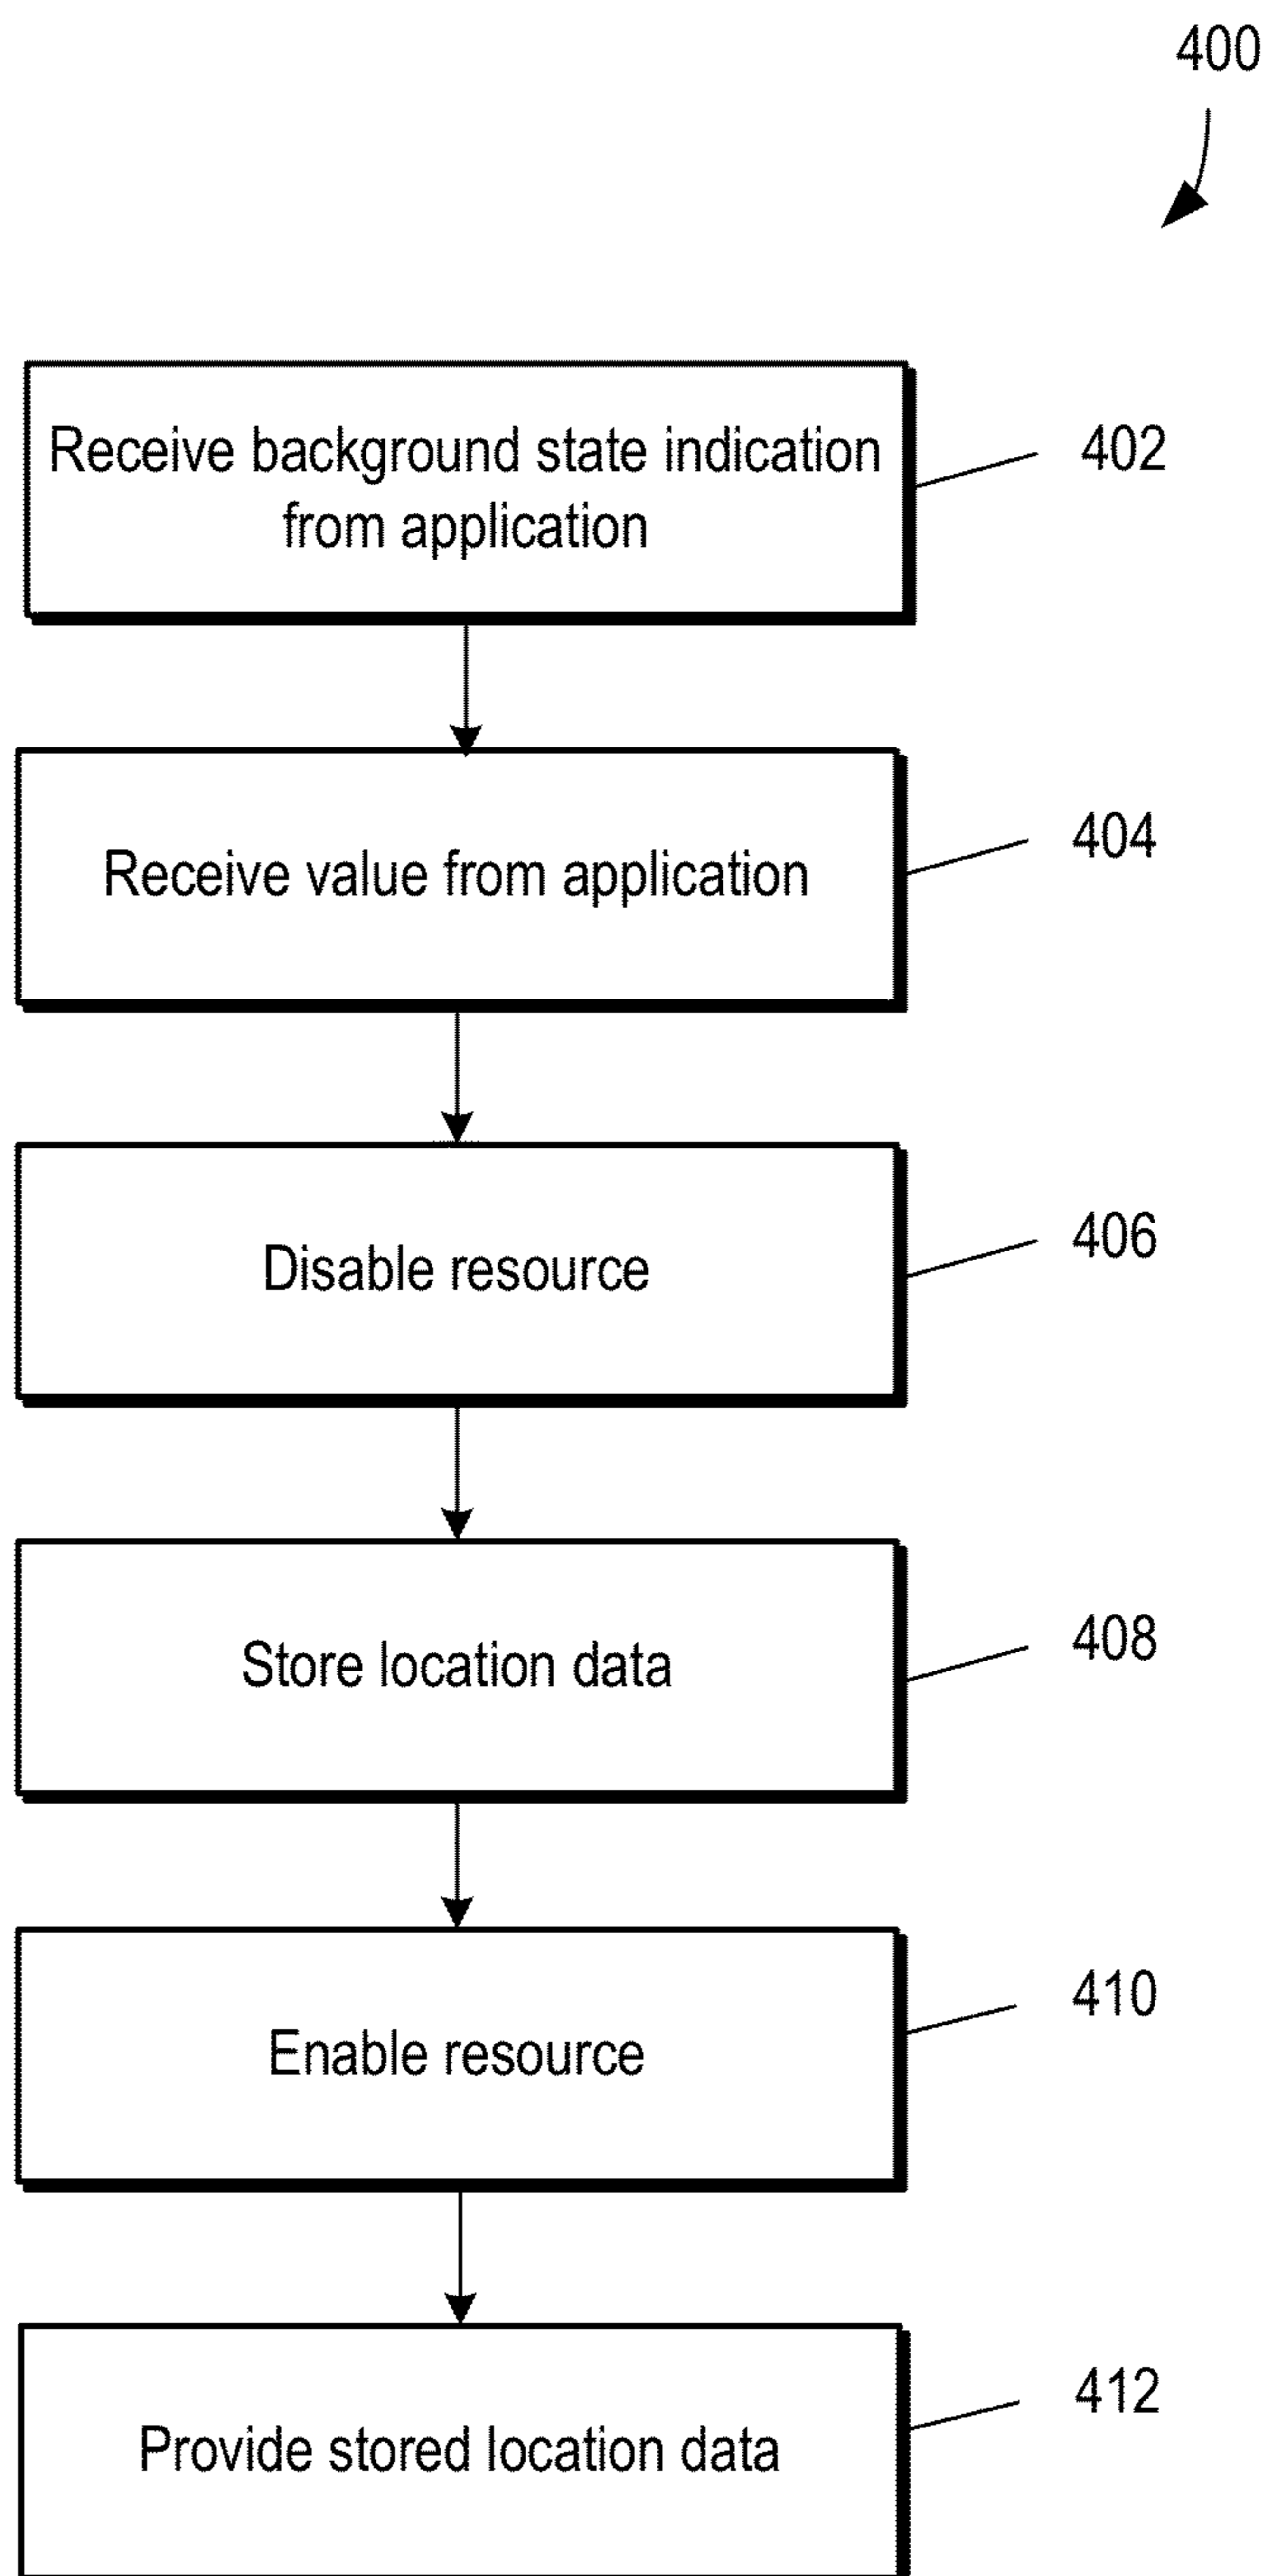 400
Receive background state indication
from application
402
Receive value from application
404
Disable resource
406
Store location data
408
Enable resource
410
Provide stored location data
412